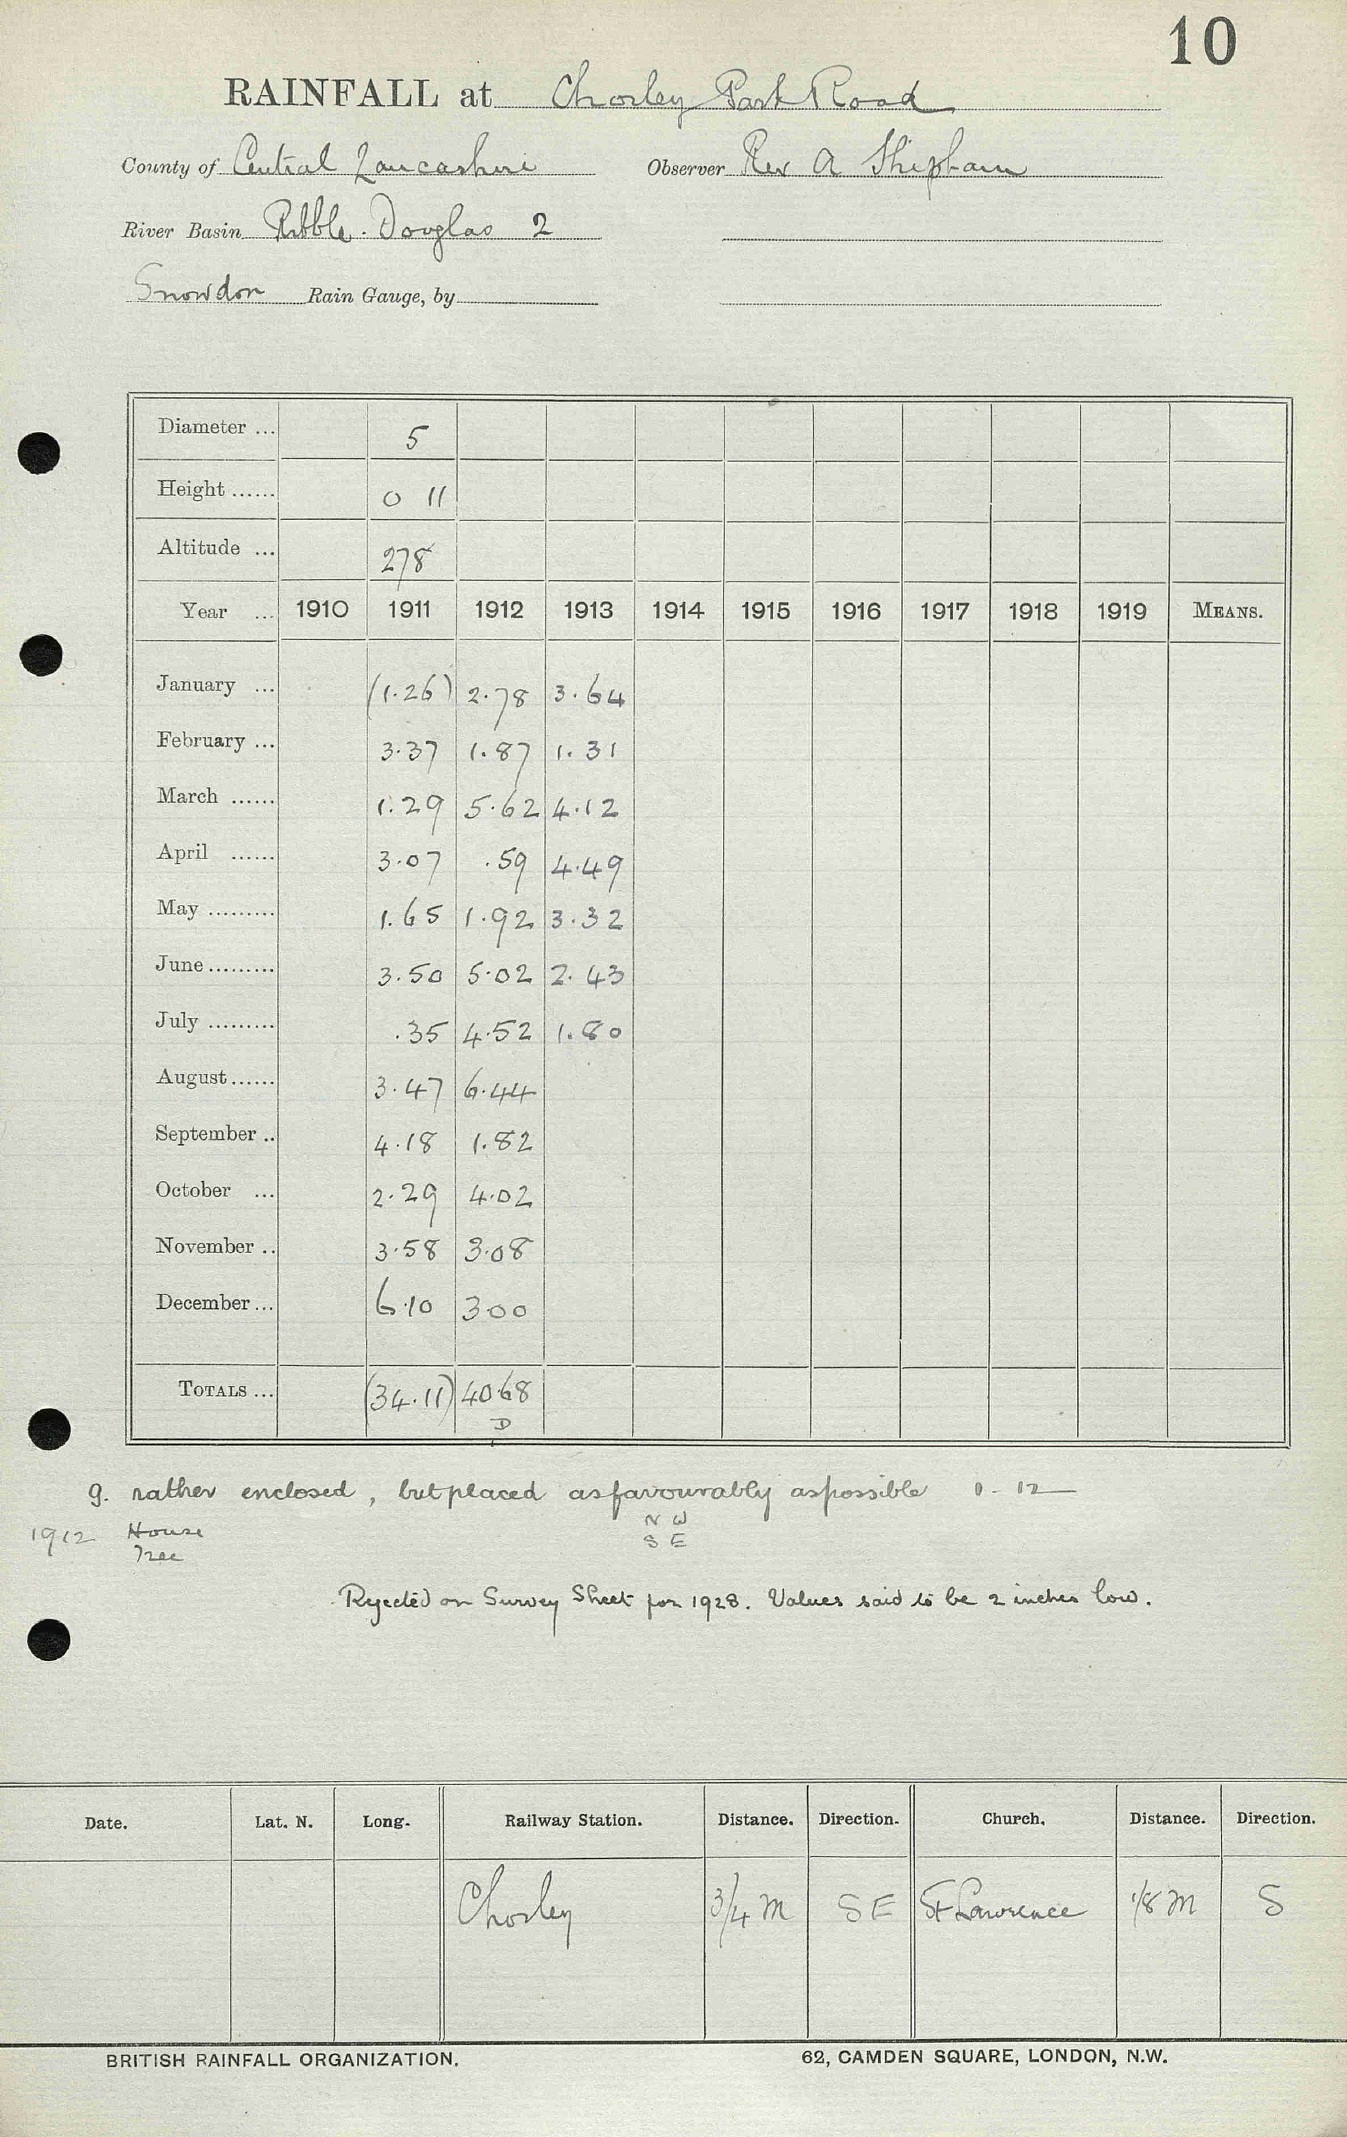 10
RAINFALL at Chorley Park Road
County of Central Lancashire Observer Rev A Shipham
River Basin Ribble. Douglas 2
Snowdon Rain Gauge, by
Diameter ... 5
Height ...... 0 11
Altitude ... 278
Year ... 1910 1911 1912 1913 1914 1915 1916 1917 1918 1919 MEANS.
January ... (1.26) 2.78 3.64
February ... 3.37 1.87 1.31
March ...... 1.29 5.62 4.12
April ...... 3.07 .59 4.49
May ......... 1.65 1.92 3.32
June ......... 3.50 5.02 2.43
July ......... .35 4.52 1.80
August ...... 3.47 6.44
September .. 4.18 1.82
October ... 2.29 4.02
November .. 3.58 3.08
December ... 6.10 3.00
TOTALS ... (34.11) 40.68
D
g. rather enclosed, but placed as favourably as possible 0-12
1912 House NW
Tree SE
Rejected on Survey Sheet for 1928. Values said to be 2 inches low.
Date. Lat. N. Long. Railway Station. Distance. Direction. Church. Distance. Direction.
Chorley 3/4 m SE St Lawrence 1/8 m S
BRITISH RAINFALL ORGANIZATION. 62, CAMDEN SQUARE, LONDON, N.W.